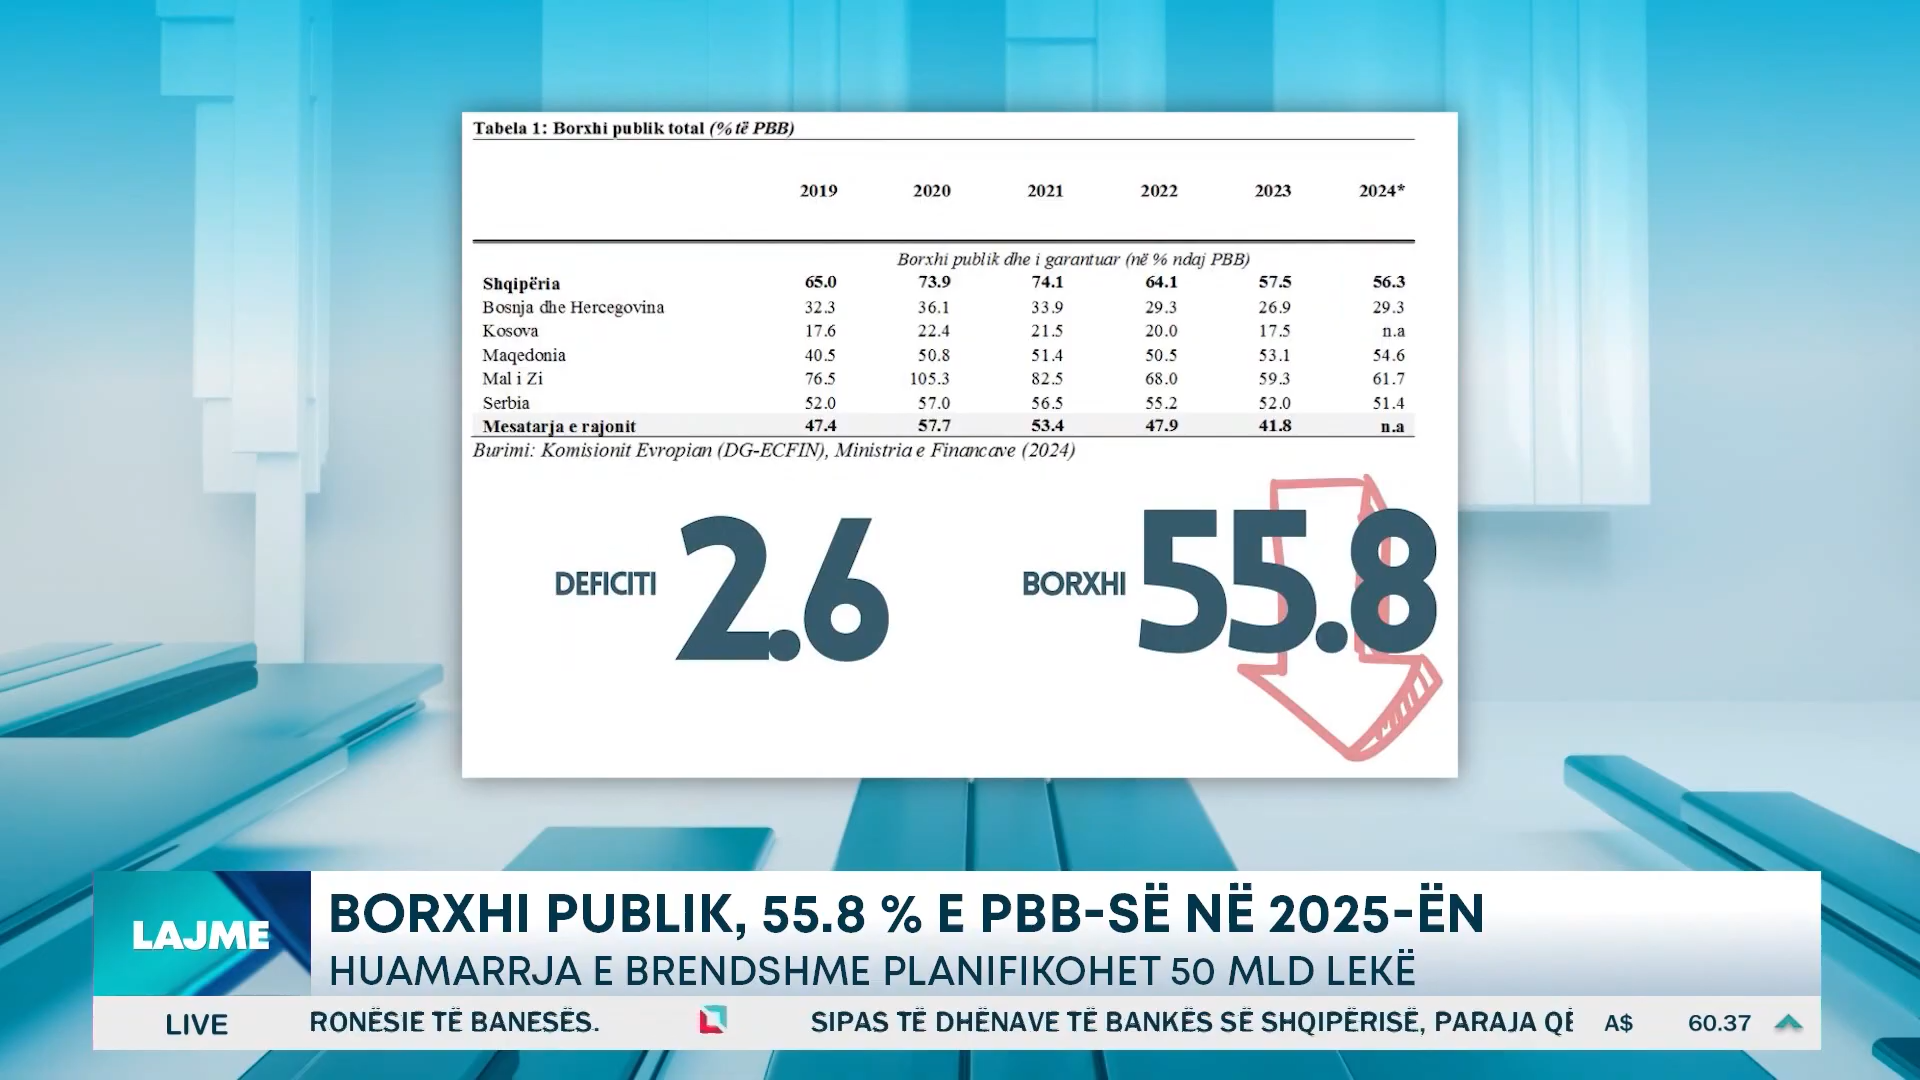 Tabela 1: Borxhi publik total (% të PBB)
2019 2020 2021 2022 2023 2024*
Borxhi publik dhe i garantuar (në % ndaj PBB)
Shqipëria 65.0 73.9 74.1 64.1 57.5 56.3
Bosnja dhe Hercegovina 32.3 36.1 33.9 29.3 26.9 29.3
Kosova 17.6 22.4 21.5 20.0 17.5 n.a
Maqedonia 40.5 50.8 51.4 50.5 53.1 54.6
Mal i Zi 76.5 105.3 82.5 68.0 59.3 61.7
Serbia 52.0 57.0 56.5 55.2 52.0 51.4
Mesatarja e rajonit 47.4 57.7 53.4 47.9 41.8 n.a
Burimi: Komisionit Evropian (DG-ECFIN), Ministria e Financave (2024)
DEFICITI 2.6 BORXHI 55.8
LAJME
BORXHI PUBLIK, 55.8 % E PBB-SË NË 2025-ËN
HUAMARRJA E BRENDSHME PLANIFIKOHET 50 MLD LEKË
LIVE RONËSIE TË BANESËS. SIPAS TË DHËNAVE TË BANKËS SË SHQIPËRISË, PARAJA QË A$ 60.37